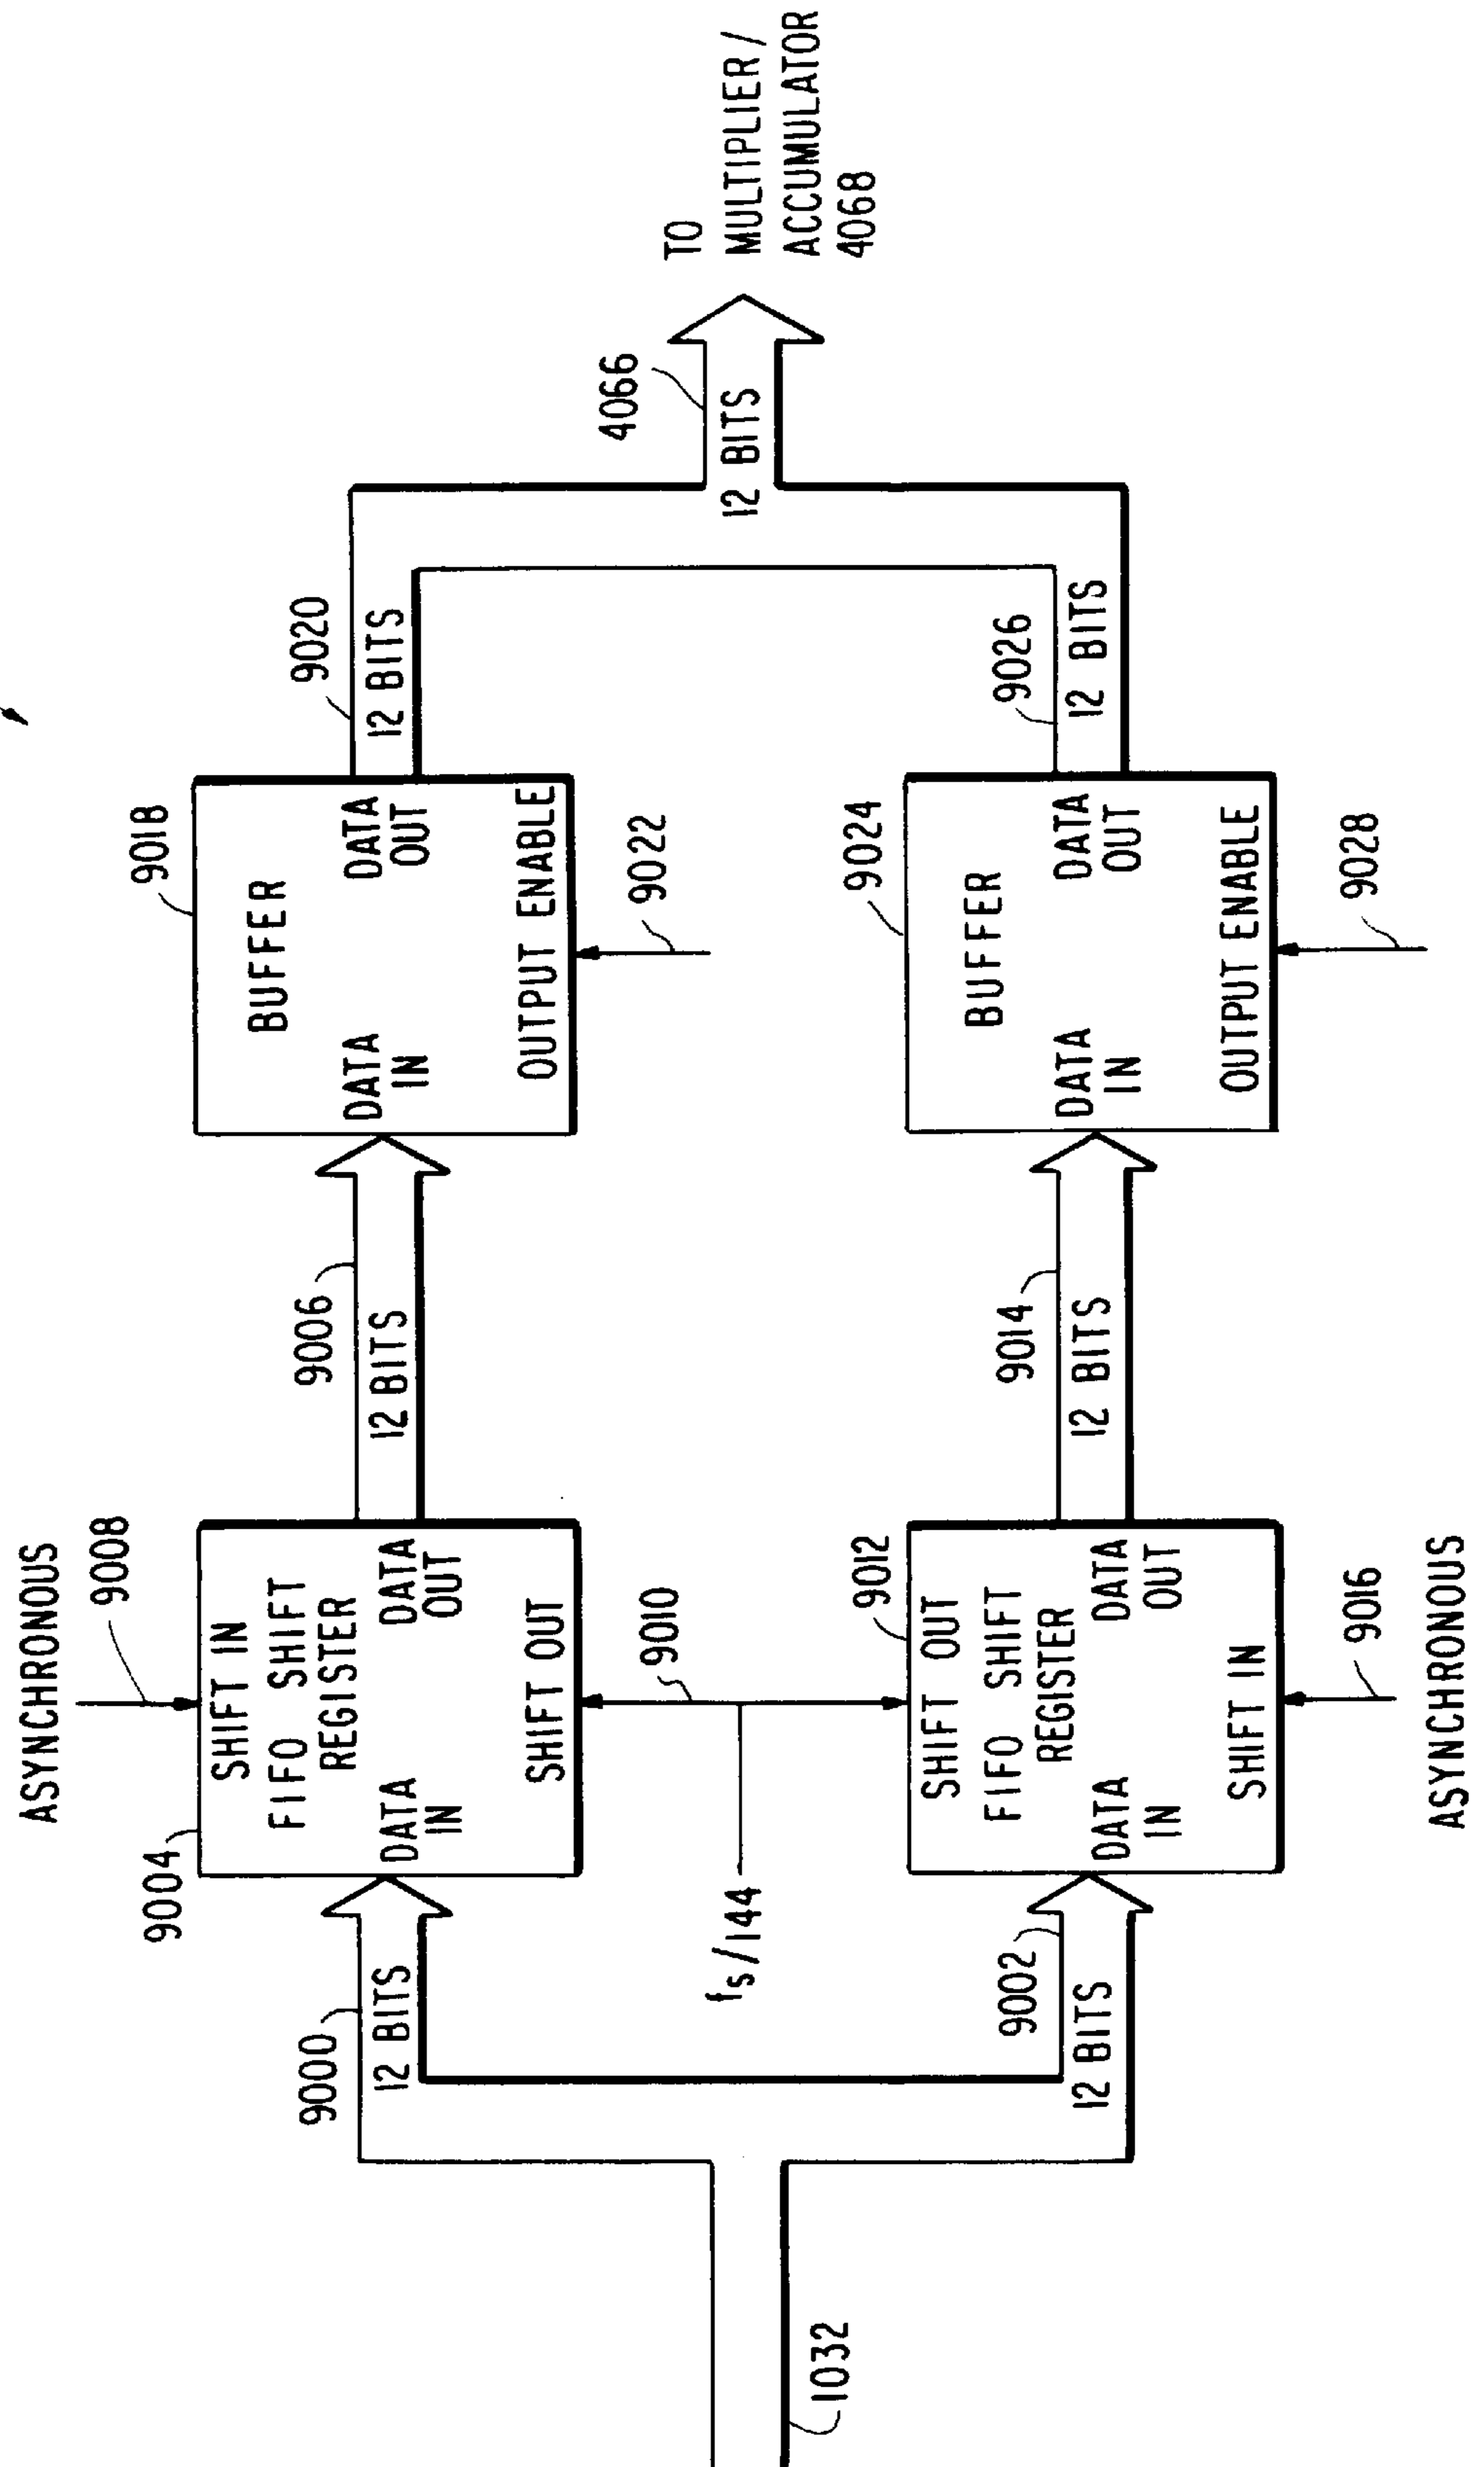 ASYNCHRONOUS
9008
9004
SHIFT IN
FIFO SHIFT
REGISTER
DATA
IN
DATA
OUT
SHIFT OUT
9000
12 BITS
9006
12 BITS
9018
BUFFER
DATA
IN
DATA
OUT
OUTPUT ENABLE
9022
9020
12 BITS
fs/144
9010
1032
4066
12 BITS
TO
MULTIPLIER/
ACCUMULATOR
4068
9002
12 BITS
9012
SHIFT OUT
FIFO SHIFT
REGISTER
DATA
IN
DATA
OUT
SHIFT IN
9016
ASYNCHRONOUS
9014
12 BITS
9024
BUFFER
DATA
IN
DATA
OUT
OUTPUT ENABLE
9028
9026
12 BITS